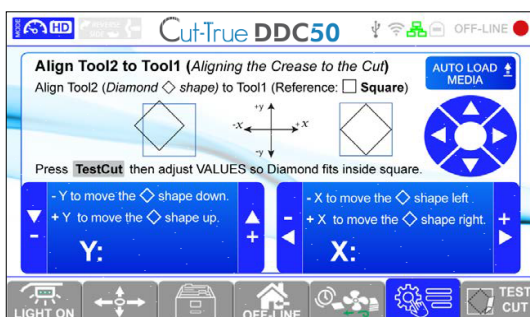 MODE
HD
Cut-True DDC50
OFF-LINE
Align Tool2 to Tool1 (Aligning the Crease to the Cut)
Align Tool2 (Diamond ◇ shape) to Tool1 (Reference: □ Square)
AUTO LOAD
MEDIA
+y
-x +x
-y
Press TestCut then adjust VALUES so Diamond fits inside square.
- Y to move the ◇ shape down.
+ Y to move the ◇ shape up.
-
+
Y:
- X to move the ◇ shape left.
+ X to move the ◇ shape right.
-
+
X:
LIGHT ON
OFF-LINE
TEST
CUT